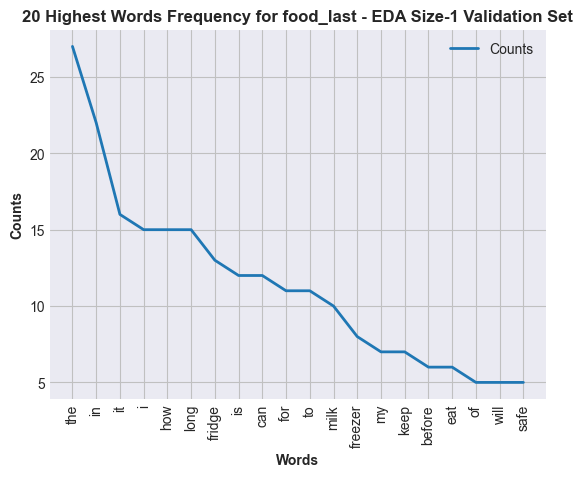 20 Highest Words Frequency for food_last - EDA Size-1 Validation Set
Counts
Counts
25
20
15
10
5
the in it i how long fridge is can for to milk freezer my keep before eat of will safe
Words